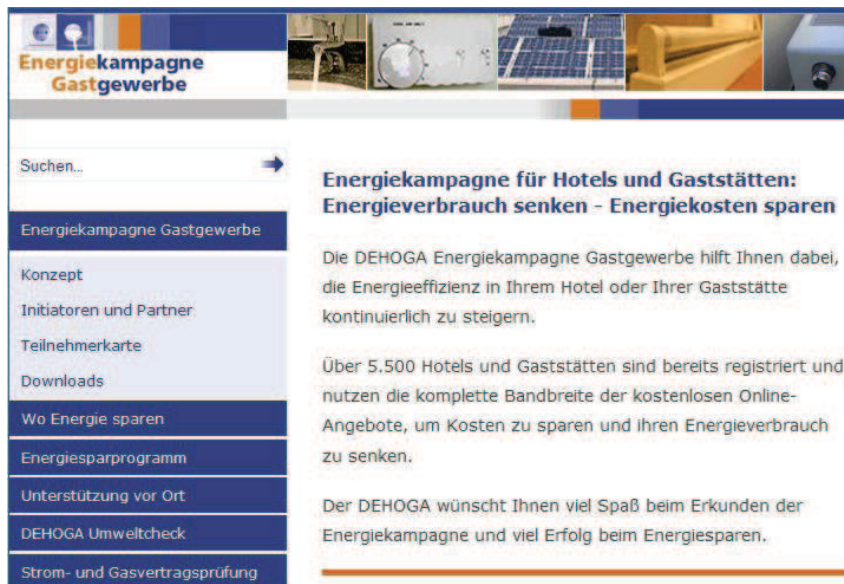 Energiekampagne
Gastgewerbe
Suchen...
Energiekampagne Gastgewerbe
Konzept
Initiatoren und Partner
Teilnehmerkarte
Downloads
Wo Energie sparen
Energiesparprogramm
Unterstützung vor Ort
DEHOGA Umweltcheck
Strom- und Gasvertragsprüfung
Energiekampagne für Hotels und Gaststätten:
Energieverbrauch senken - Energiekosten sparen
Die DEHOGA Energiekampagne Gastgewerbe hilft Ihnen dabei,
die Energieeffizienz in Ihrem Hotel oder Ihrer Gaststätte
kontinuierlich zu steigern.
Über 5.500 Hotels und Gaststätten sind bereits registriert und
nutzen die komplette Bandbreite der kostenlosen Online-
Angebote, um Kosten zu sparen und ihren Energieverbrauch
zu senken.
Der DEHOGA wünscht Ihnen viel Spaß beim Erkunden der
Energiekampagne und viel Erfolg beim Energiesparen.